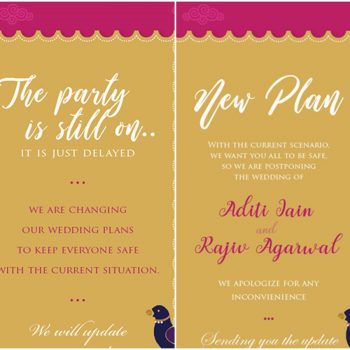 The party
is still on..
IT IS JUST DELAYED
...
WE ARE CHANGING
OUR WEDDING PLANS
TO KEEP EVERYONE SAFE
WITH THE CURRENT SITUATION.
...
We will update
New Plan
WITH THE CURRENT SCENARIO,
WE WANT YOU ALL TO BE SAFE,
SO WE ARE POSTPONING
THE WEDDING OF
Aditi Jain
and
Rajiv Agarwal
WE APOLOGIZE FOR ANY
INCONVIENIENCE
Sending you the update